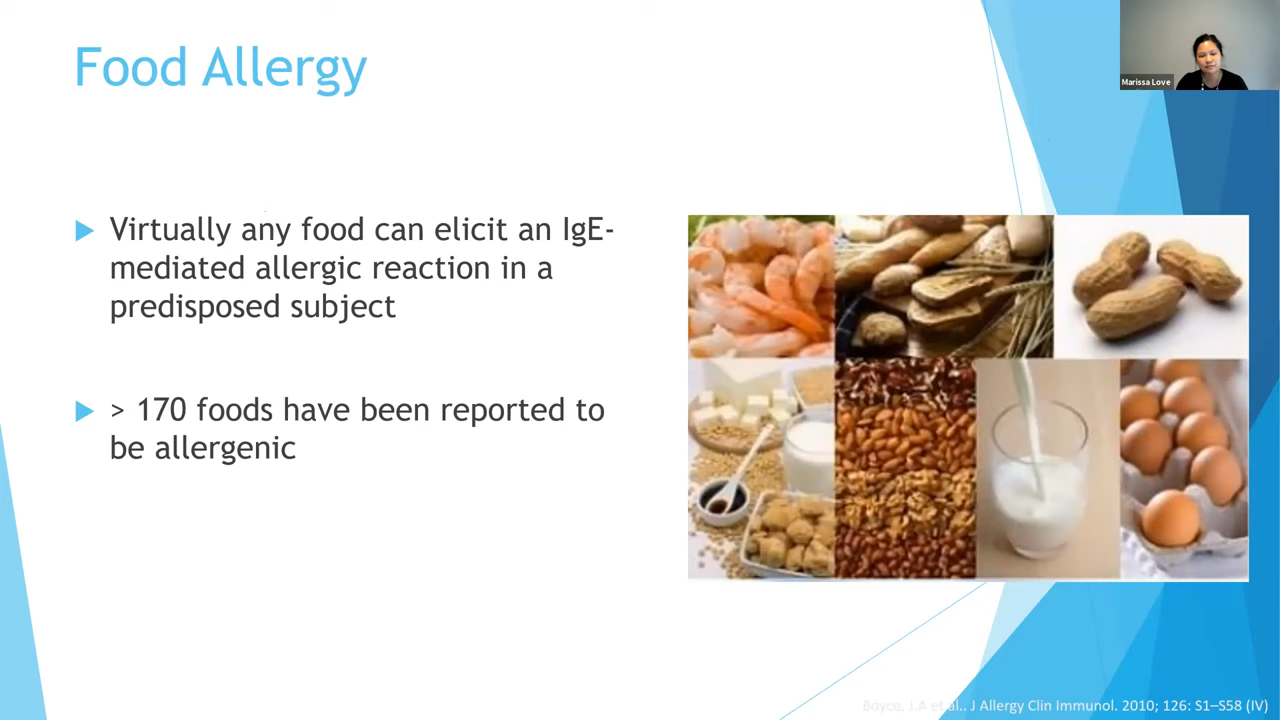 Food Allergy
Marissa Love
Virtually any food can elicit an IgE-
mediated allergic reaction in a
predisposed subject
> 170 foods have been reported to
be allergenic
Boyce, J.A et al.. J Allergy Clin Immunol. 2010; 126: S1–S58 (IV)